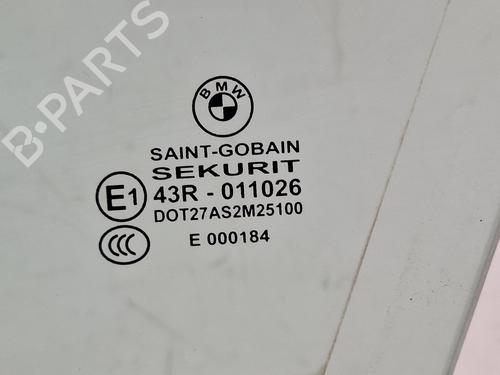 B-PARTS
BMW
SAINT-GOBAIN
SEKURIT
E1 43R - 011026
DOT27AS2M25100
CCC E 000184